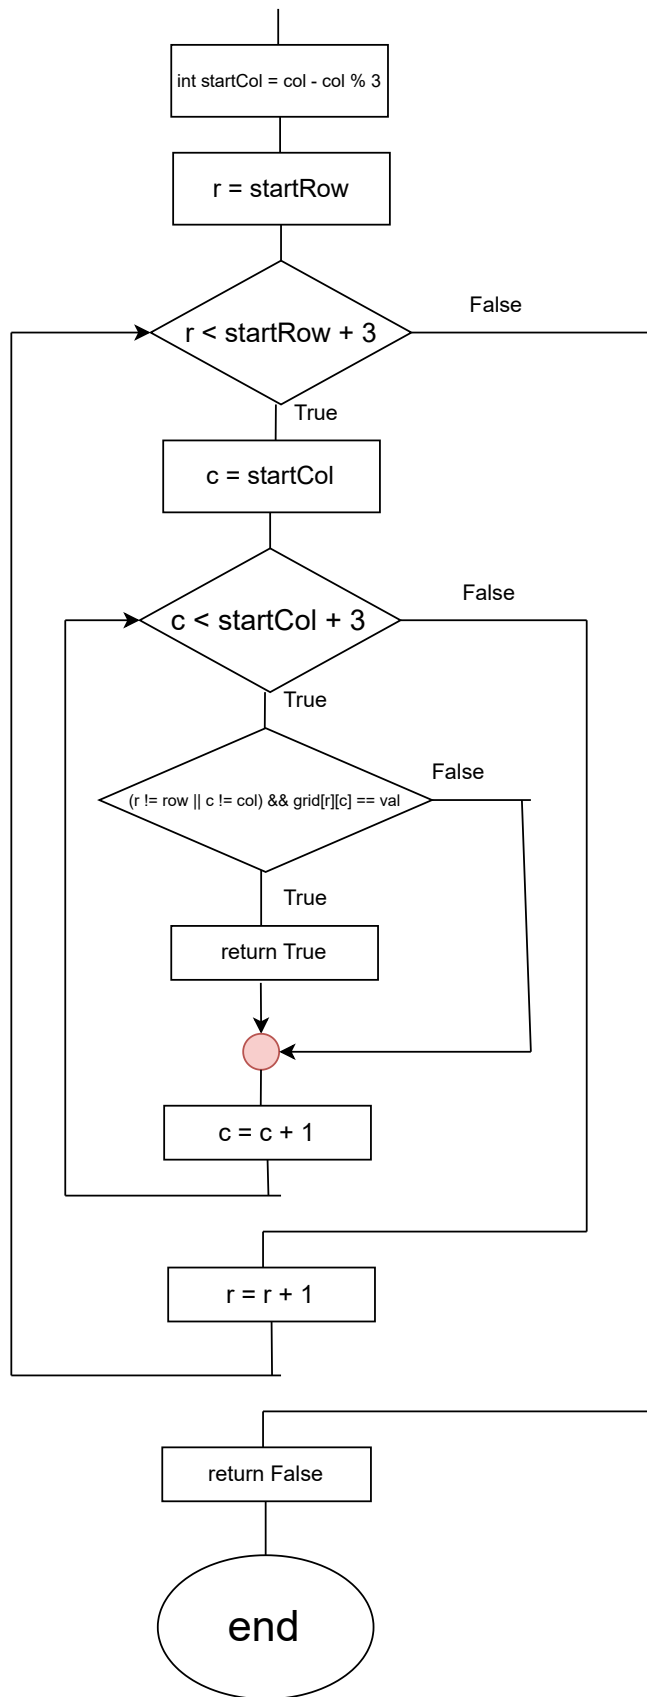 int startCol = col - col % 3
r = startRow
False
r < startRow + 3
True
c = startCol
False
c < startCol + 3
True
False
(r != row || c != col) && grid[r][c] == val
True
return True
c = c + 1
r = r + 1
return False
end